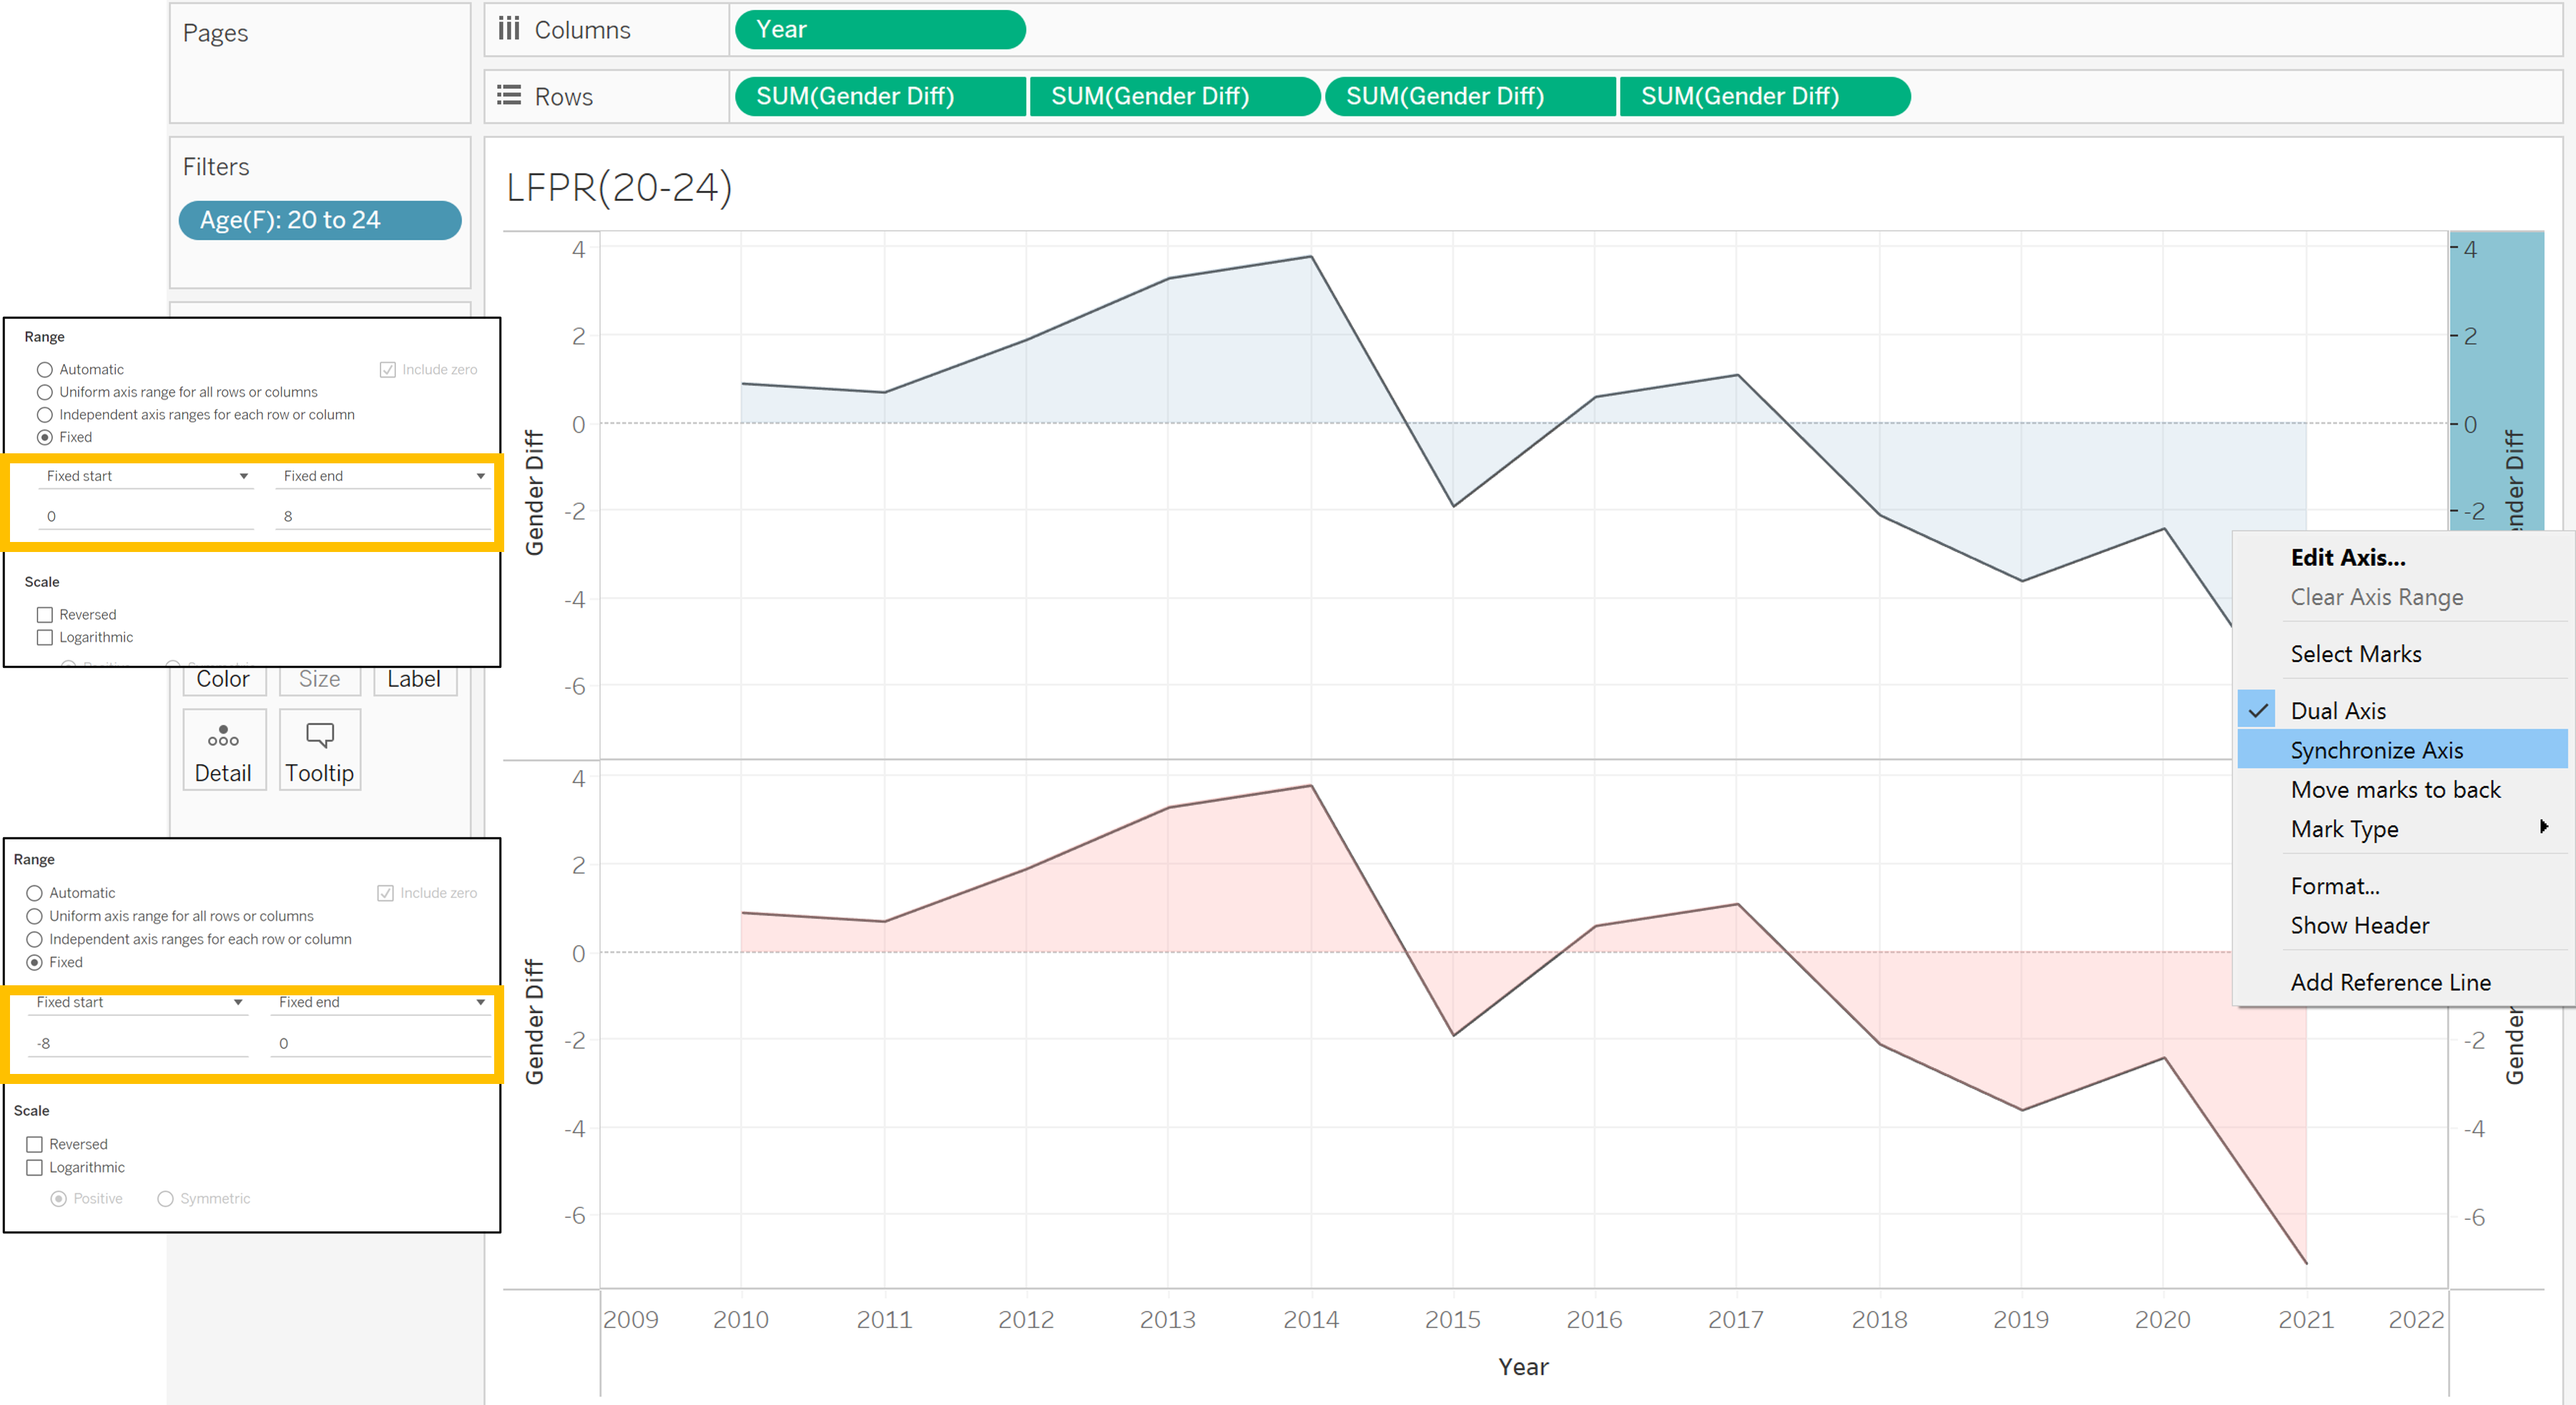 Pages
Columns
Year
Rows
SUM(Gender Diff) SUM(Gender Diff) SUM(Gender Diff) SUM(Gender Diff)
Filters
Age(F): 20 to 24
LFPR(20-24)
Range
Automatic
Include zero
Uniform axis range for all rows or columns
Independent axis ranges for each row or column
Fixed
Fixed start
Fixed end
0
8
Scale
Reversed
Logarithmic
Color
Size
Label
Detail
Tooltip
Range
Automatic
Include zero
Uniform axis range for all rows or columns
Independent axis ranges for each row or column
Fixed
Fixed start
Fixed end
-8
0
Scale
Reversed
Logarithmic
Positive
Symmetric
Gender Diff
4
2
0
-2
-4
-6
Gender Diff
4
2
0
-2
-4
-6
4
2
0
-2
ender Diff
Edit Axis...
Clear Axis Range
Select Marks
Dual Axis
Synchronize Axis
Move marks to back
Mark Type
Format...
Show Header
Add Reference Line
-2
-4
-6
Gender
2009 2010 2011 2012 2013 2014 2015 2016 2017 2018 2019 2020 2021 2022
Year